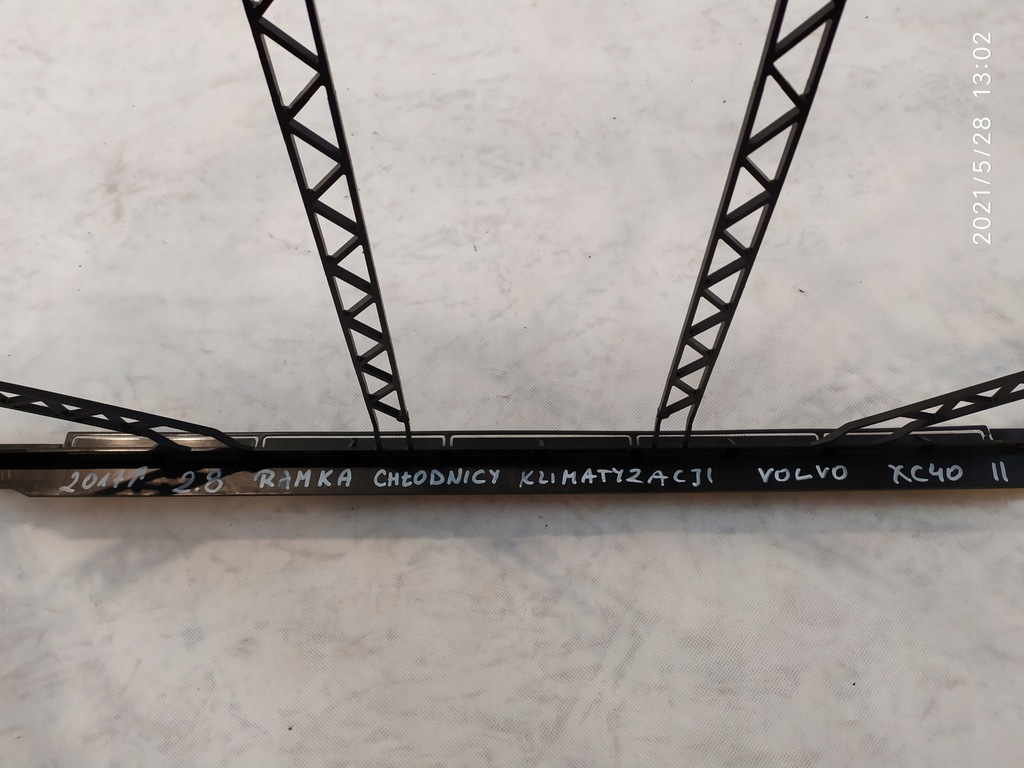 2.8 RAMKA CHŁODNICY KLIMATYZACJI VOLVO XC40 II
2021/5/28 13:02